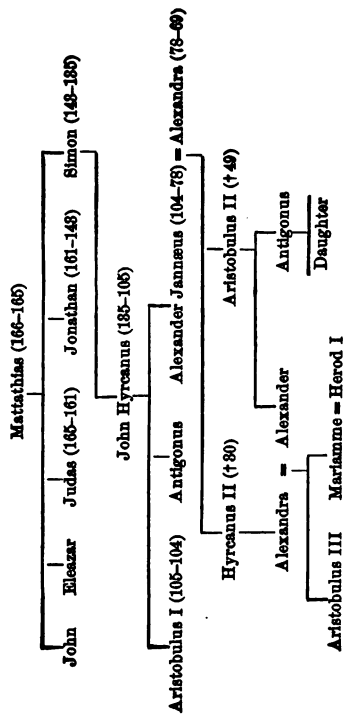 Mattathias (166–165)
John Eleazar Judas (165–161) Jonathan (161–143) Simon (143–135)
John Hyrcanus (135–105)
Aristobulus I (105–104) Antigonus Alexander Jannæus (104–78) = Alexandra (78–69)
Hyrcanus II (†30) Aristobulus II (†49)
Alexandra = Alexander Antigonus
Aristobulus III Mariamme = Herod I Daughter